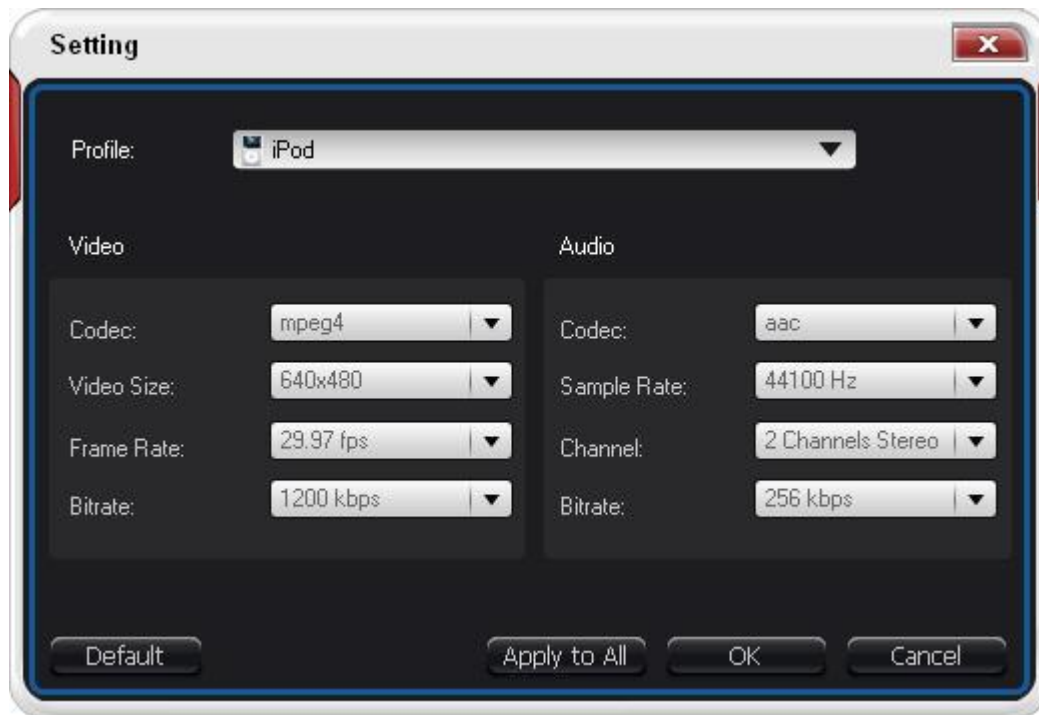 Setting
Profile: iPod
Video Audio
Codec: mpeg4 Codec: aac
Video Size: 640x480 Sample Rate: 44100 Hz
Frame Rate: 29.97 fps Channel: 2 Channels Stereo
Bitrate: 1200 kbps Bitrate: 256 kbps
Default Apply to All OK Cancel